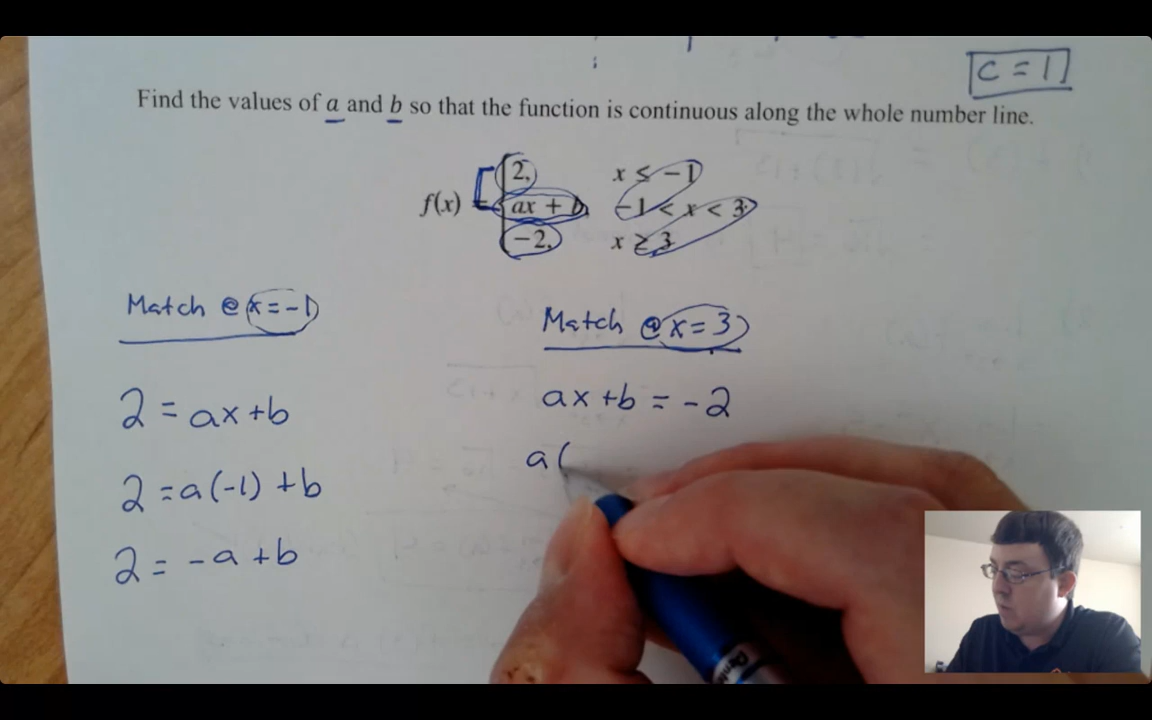 c = 1
Find the values of a and b so that the function is continuous along the whole number line.
2, x ≤ -1
f(x) = ax + b, -1 < x < 3
-2, x ≥ 3
Match @ x = -1
2 = ax + b
2 = a(-1) + b
2 = -a + b
Match @ x = 3
ax + b = -2
a(